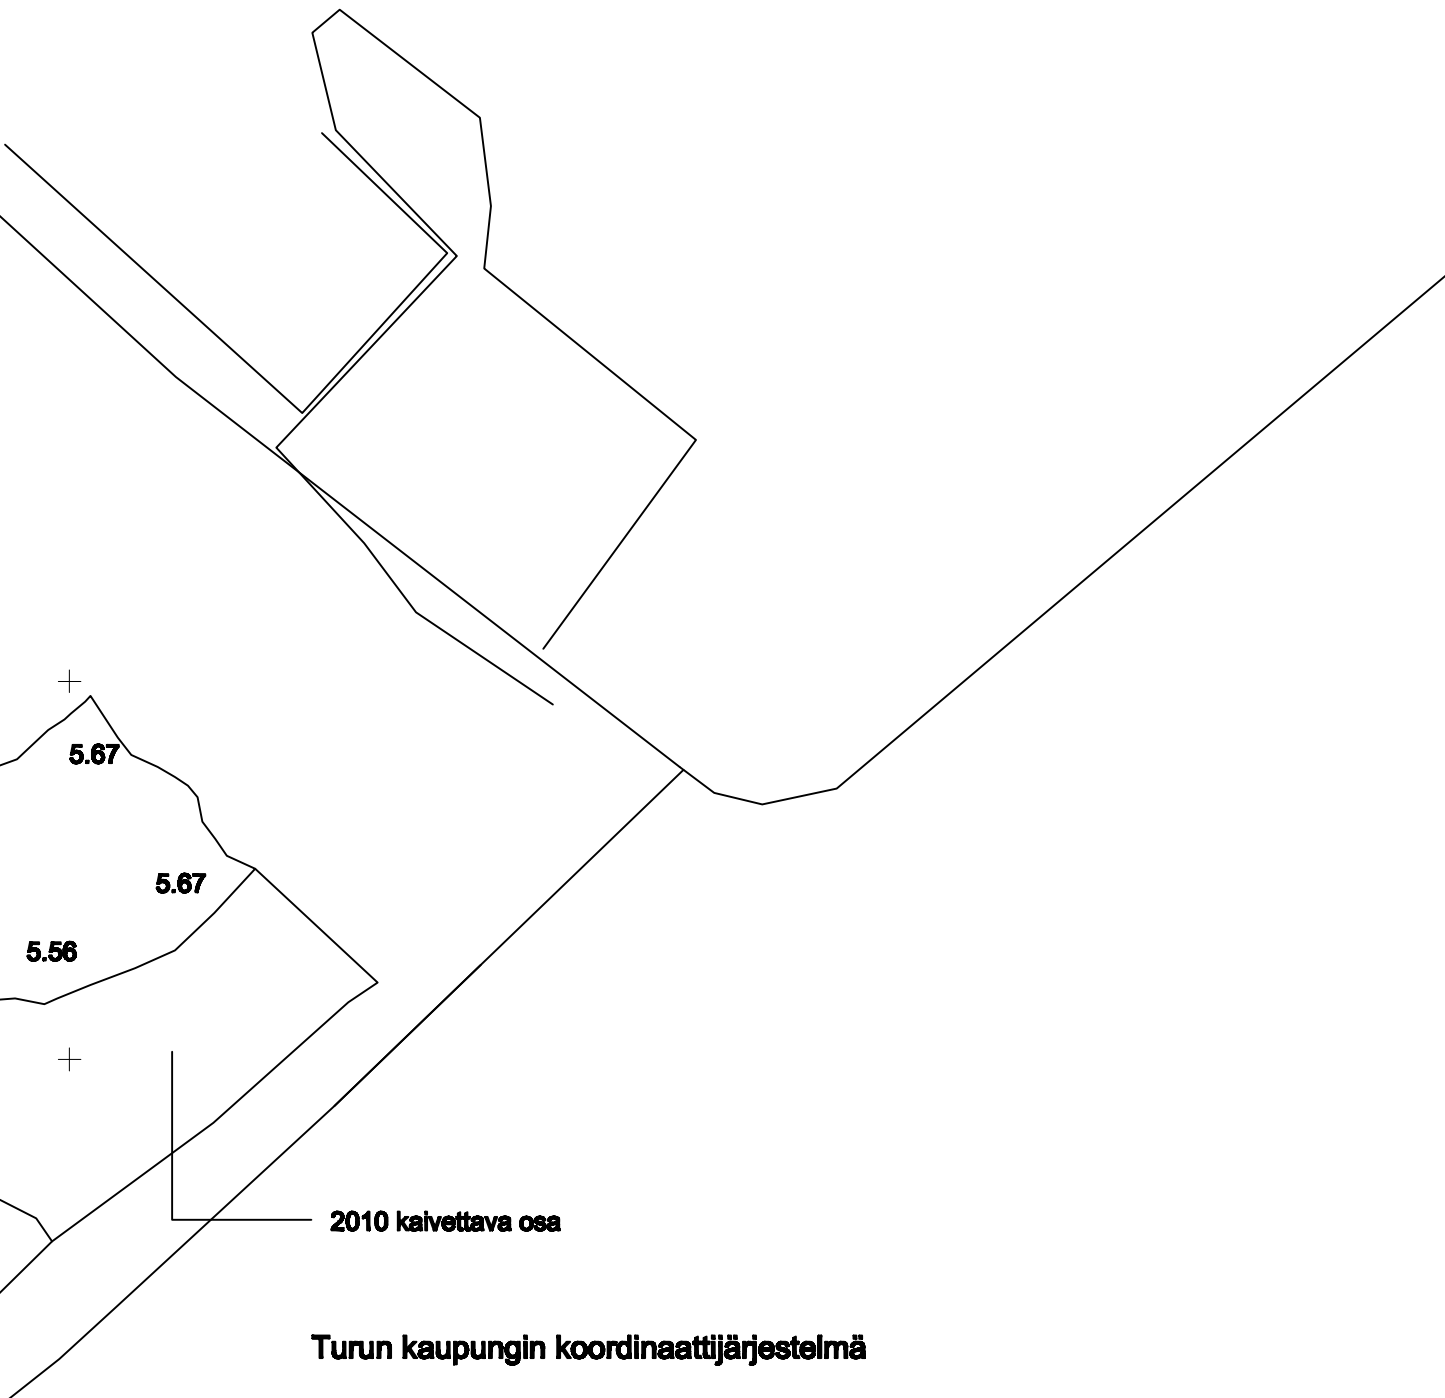 5.67
5.67
5.56
2010 kaivettava osa
Turun kaupungin koordinaattijärjestelmä